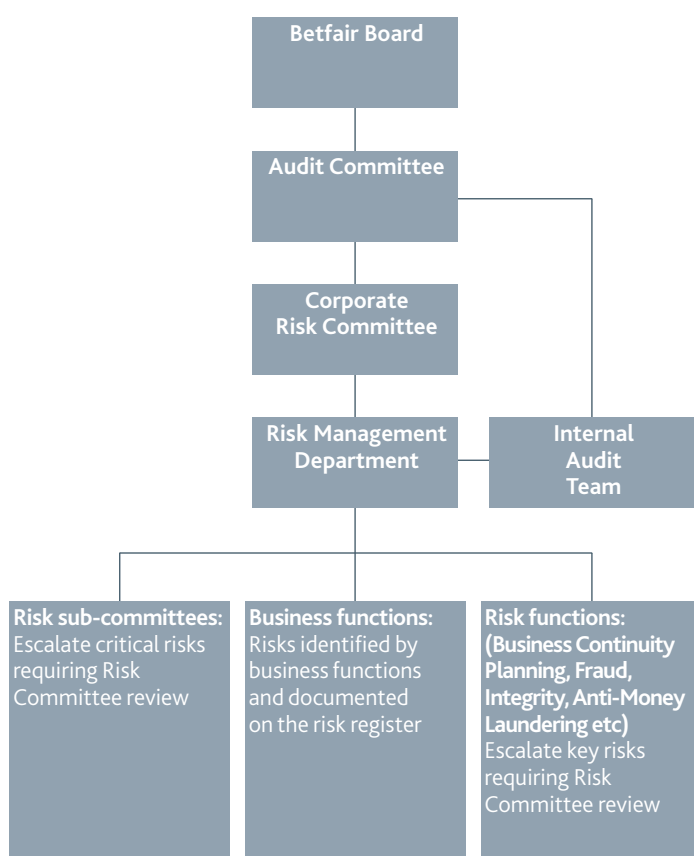 Betfair Board
Audit Committee
Corporate
Risk Committee
Risk Management
Department
Internal
Audit
Team
Risk sub-committees:
Escalate critical risks
requiring Risk
Committee review
Business functions:
Risks identified by
business functions
and documented
on the risk register
Risk functions:
(Business Continuity
Planning, Fraud,
Integrity, Anti-Money
Laundering etc)
Escalate key risks
requiring Risk
Committee review